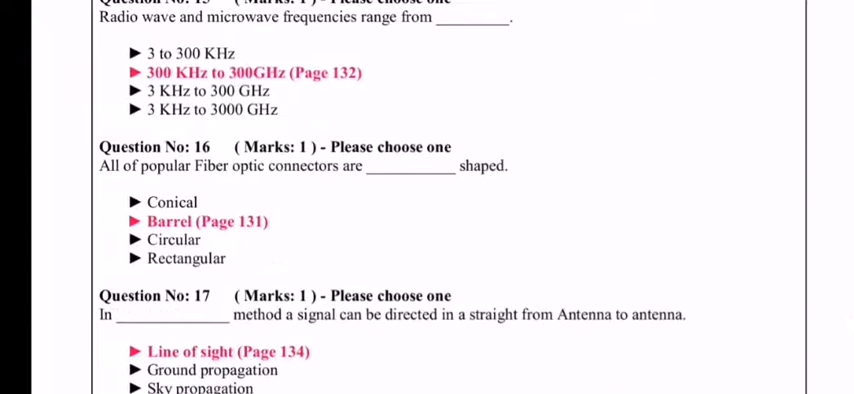 Radio wave and microwave frequencies range from _________.
► 3 to 300 KHz
► 300 KHz to 300GHz (Page 132)
► 3 KHz to 300 GHz
► 3 KHz to 3000 GHz
Question No: 16 ( Marks: 1 ) - Please choose one
All of popular Fiber optic connectors are ___________ shaped.
► Conical
► Barrel (Page 131)
► Circular
► Rectangular
Question No: 17 ( Marks: 1 ) - Please choose one
In ______________ method a signal can be directed in a straight from Antenna to antenna.
► Line of sight (Page 134)
► Ground propagation
► Sky propagation